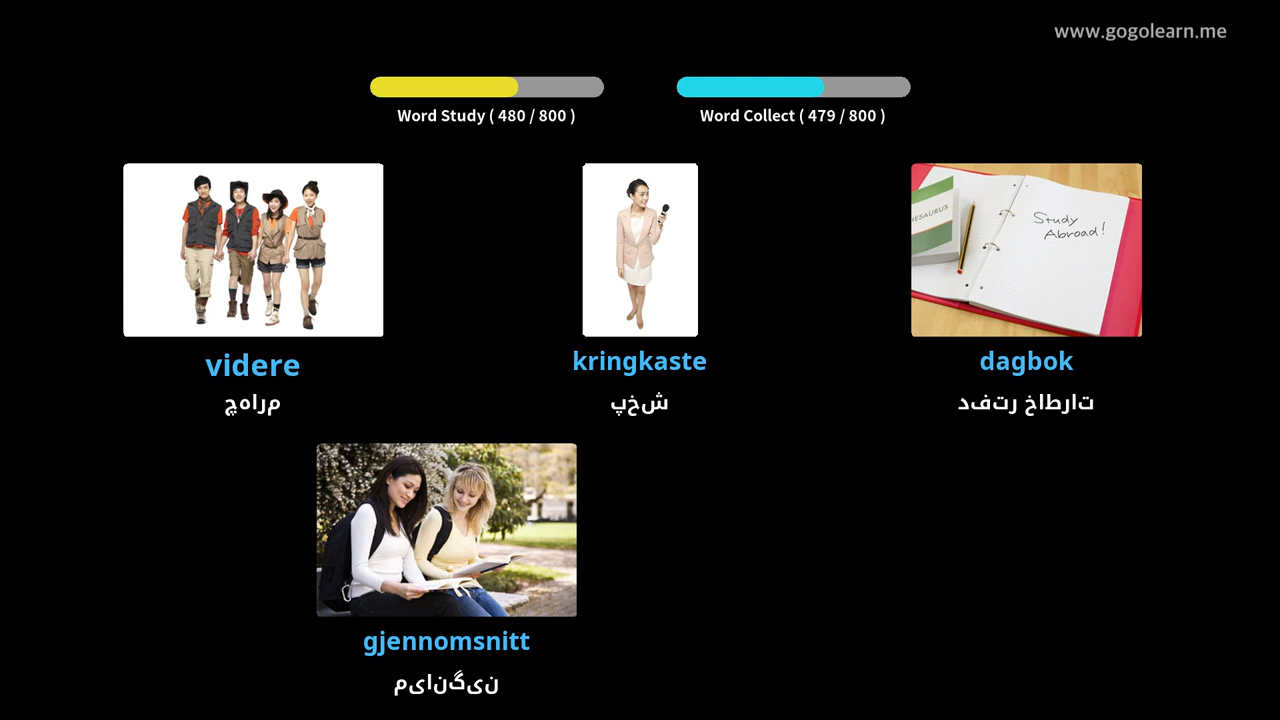 www.gogolearn.me
Word Study ( 480 / 800 )
Word Collect ( 479 / 800 )
HESAURUS
Study
Abroad!
videre
چهارم
kringkaste
پخش
dagbok
دفتر خاطرات
gjennomsnitt
میانگین